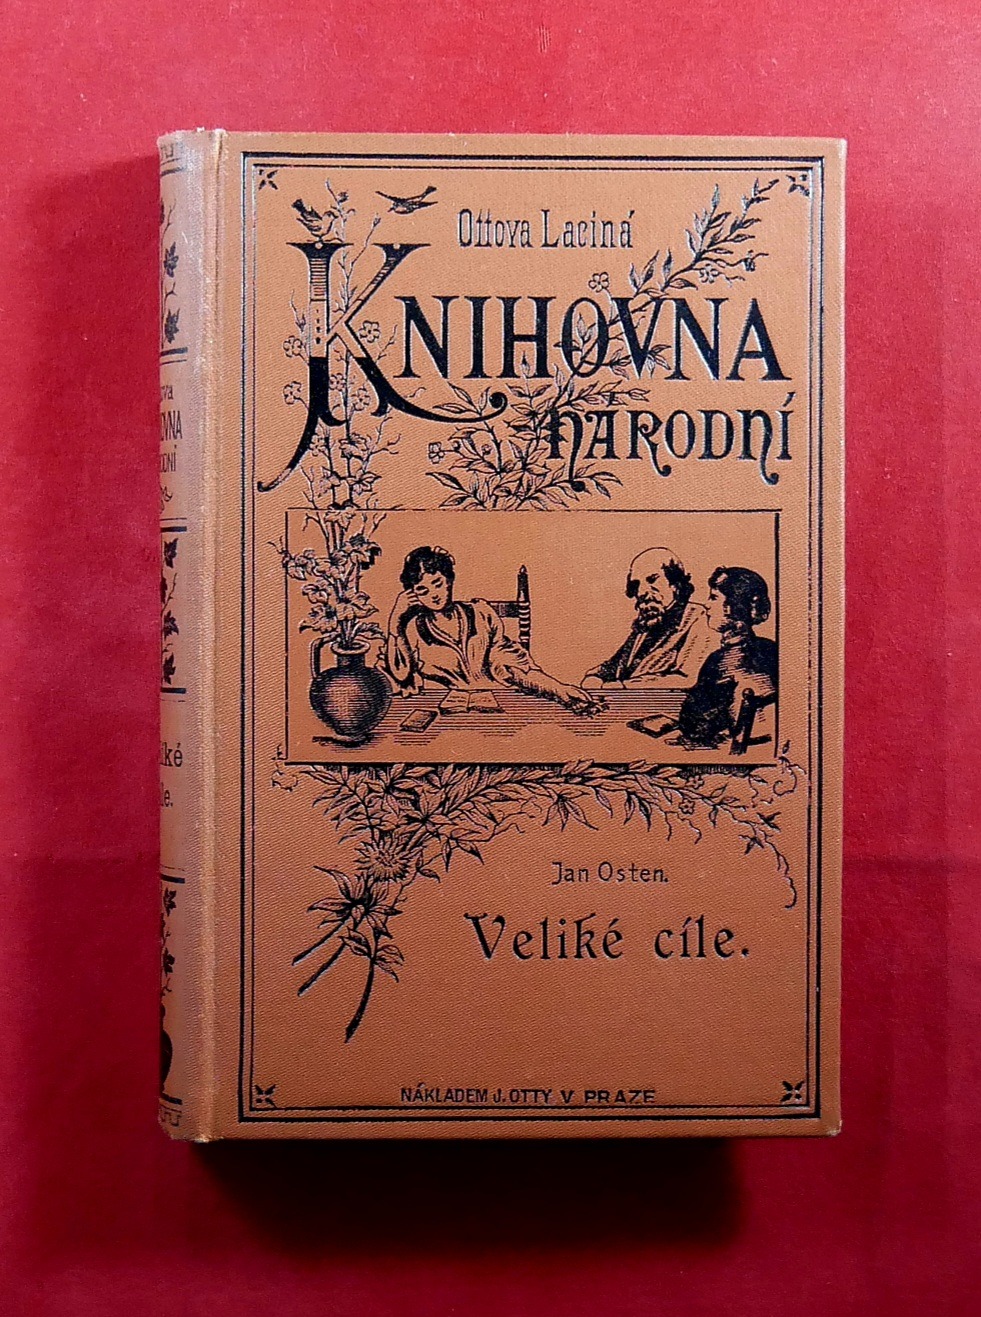 Ottova Laciná
KNIHOVNA
NÁRODNÍ
Jan Osten.
Veliké cíle.
NÁKLADEM J. OTTY V PRAZE